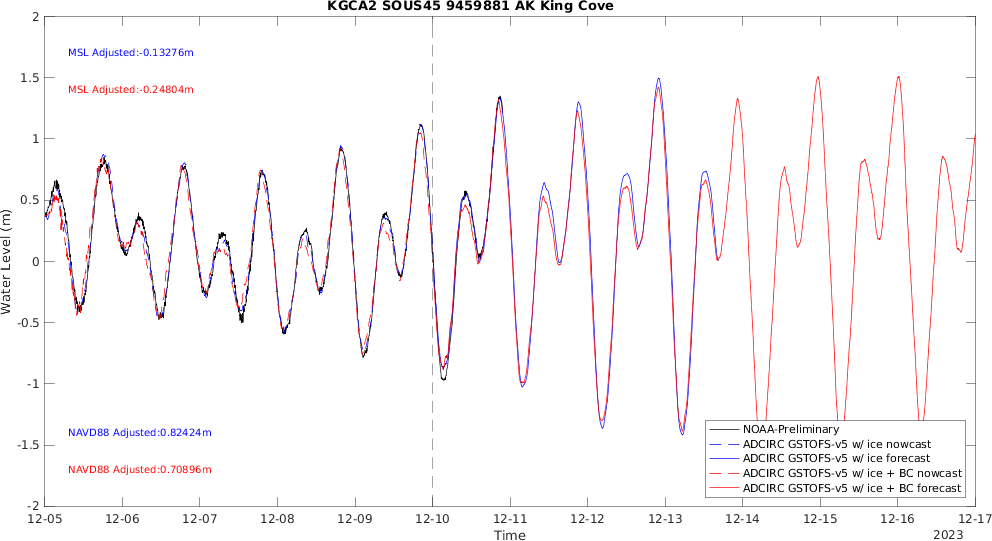 KGCA2 SOUS45 9459881 AK King Cove
MSL Adjusted:-0.13276m
MSL Adjusted:-0.24804m
2
1.5
1
0.5
0
-0.5
-1
-1.5
-2
Water Level (m)
NAVD88 Adjusted:0.82424m
NAVD88 Adjusted:0.70896m
NOAA-Preliminary
ADCIRC GSTOFS-v5 w/ ice nowcast
ADCIRC GSTOFS-v5 w/ ice forecast
ADCIRC GSTOFS-v5 w/ ice + BC nowcast
ADCIRC GSTOFS-v5 w/ ice + BC forecast
12-05 12-06 12-07 12-08 12-09 12-10 12-11 12-12 12-13 12-14 12-15 12-16 12-17
Time
2023